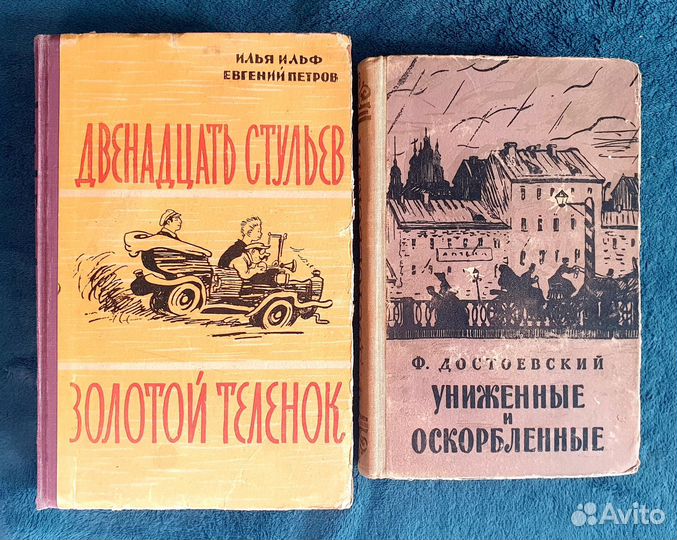 ИЛЬЯ ИЛЬФ
ЕВГЕНИЙ ПЕТРОВ
ДВЕНАДЦАТЬ СТУЛЬЕВ
ЗОЛОТОЙ ТЕЛЕНОК
АПТЕКА
Ф. ДОСТОЕВСКИЙ
УНИЖЕННЫЕ
И
ОСКОРБЛЕННЫЕ
Avito